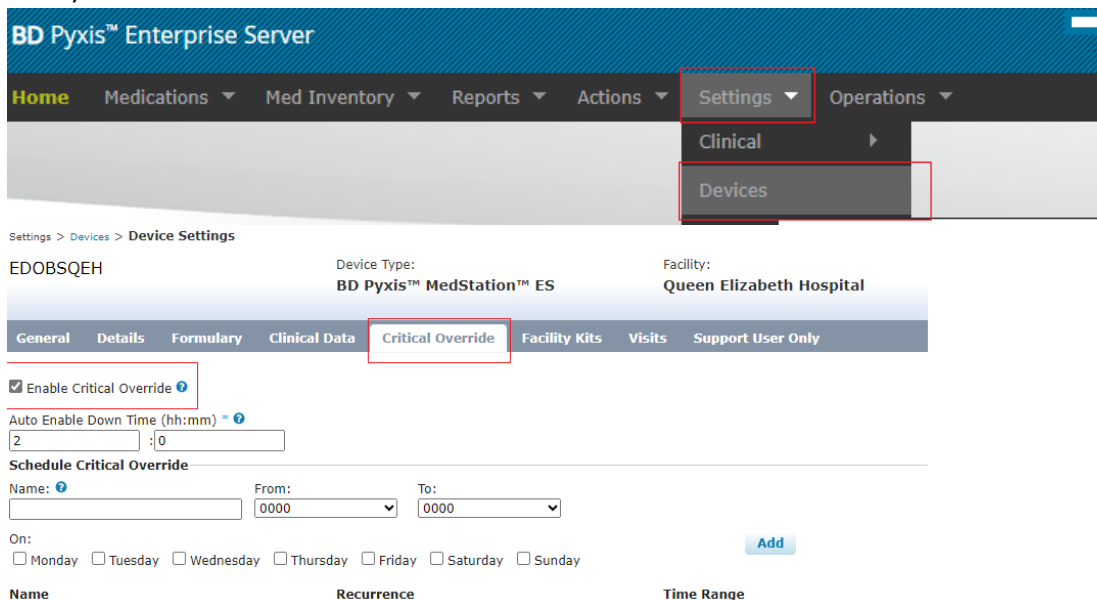 BD Pyxis™ Enterprise Server
Home Medications Med Inventory Reports Actions Settings Operations
Clinical
Devices
Settings > Devices > Device Settings
EDOBSQEH
Device Type:
BD Pyxis™ MedStation™ ES
Facility:
Queen Elizabeth Hospital
General Details Formulary Clinical Data Critical Override Facility Kits Visits Support User Only
Enable Critical Override ?
Auto Enable Down Time (hh:mm) * ?
2 : 0
Schedule Critical Override
Name: ? From: To:
0000 0000
On:
Monday Tuesday Wednesday Thursday Friday Saturday Sunday
Add
Name Recurrence Time Range